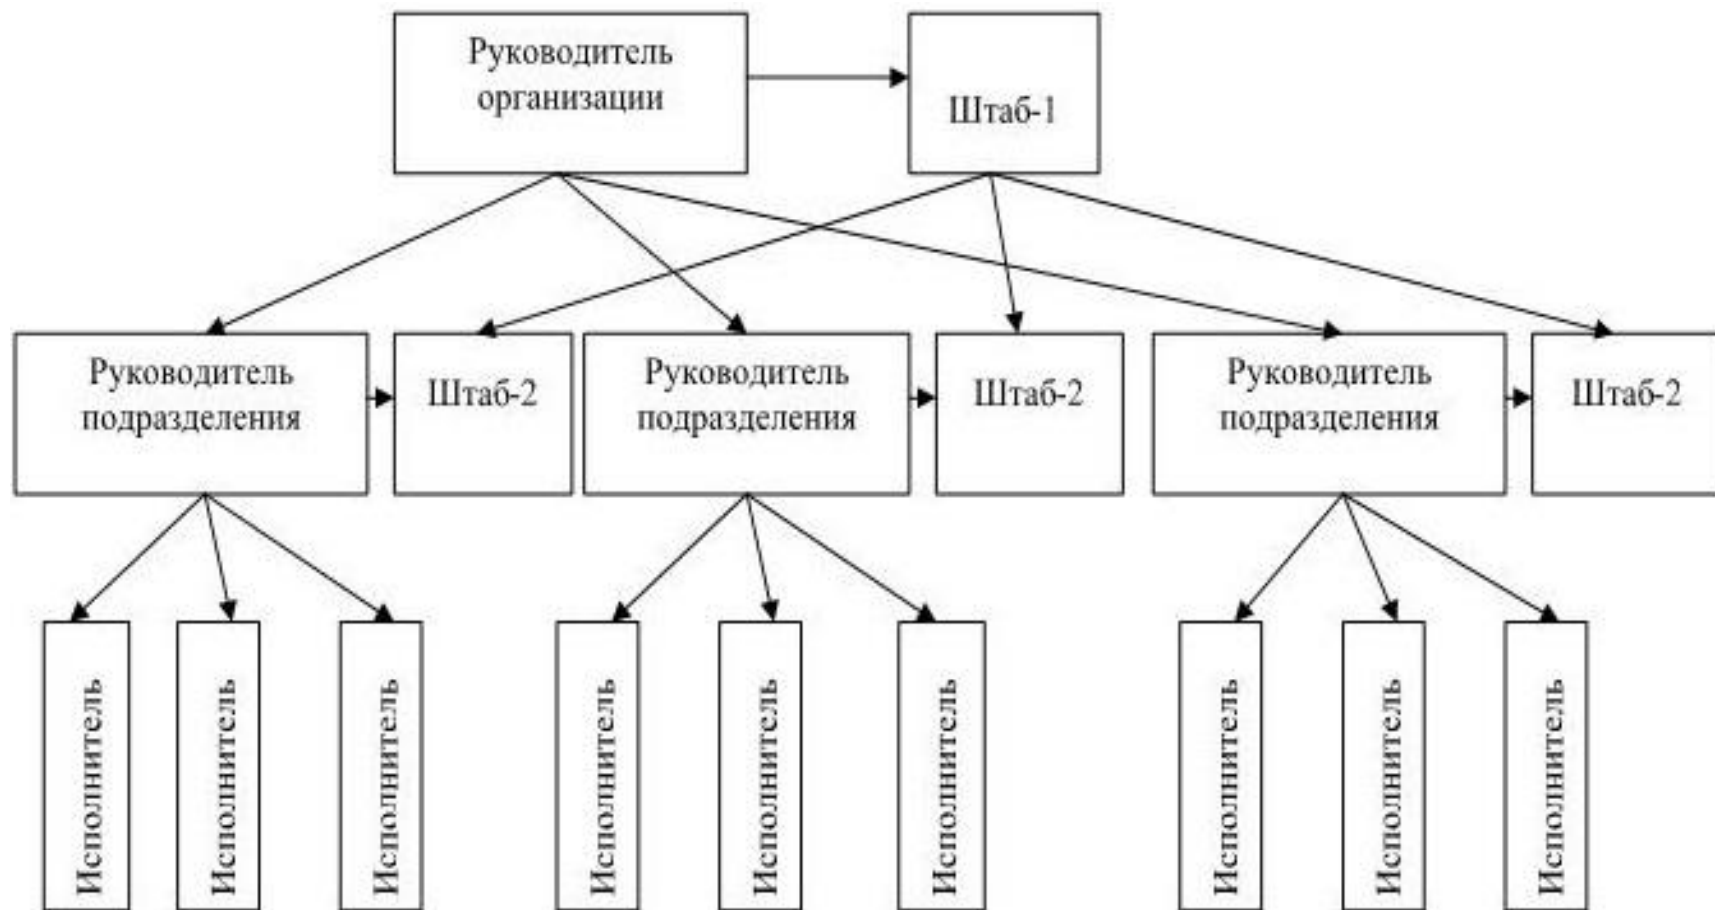 Руководитель
организации
Штаб-1
Руководитель
подразделения
Штаб-2
Руководитель
подразделения
Штаб-2
Руководитель
подразделения
Штаб-2
Исполнитель
Исполнитель
Исполнитель
Исполнитель
Исполнитель
Исполнитель
Исполнитель
Исполнитель
Исполнитель